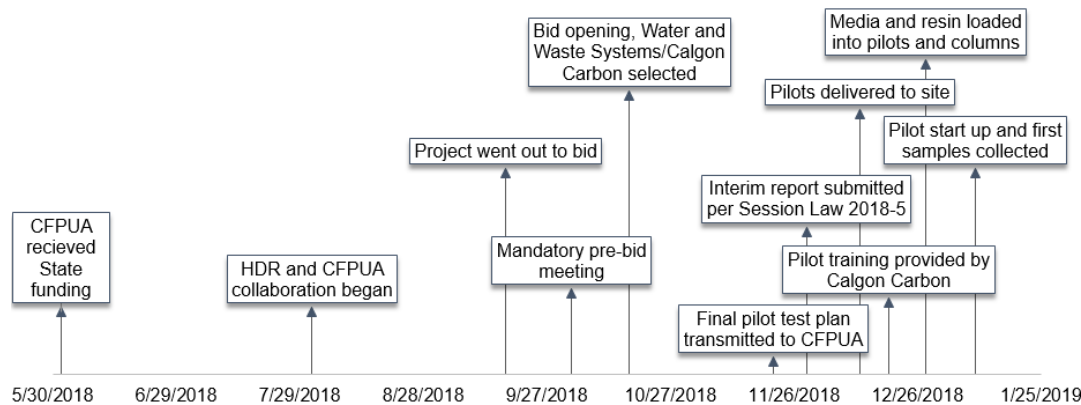 Media and resin loaded
into pilots and columns
Bid opening, Water and
Waste Systems/Calgon
Carbon selected
Pilots delivered to site
Pilot start up and first
samples collected
Project went out to bid
Interim report submitted
per Session Law 2018-5
CFPUA
recieved
State
funding
HDR and CFPUA
collaboration began
Mandatory pre-bid
meeting
Pilot training provided by
Calgon Carbon
Final pilot test plan
transmitted to CFPUA
5/30/2018 6/29/2018 7/29/2018 8/28/2018 9/27/2018 10/27/2018 11/26/2018 12/26/2018 1/25/2019